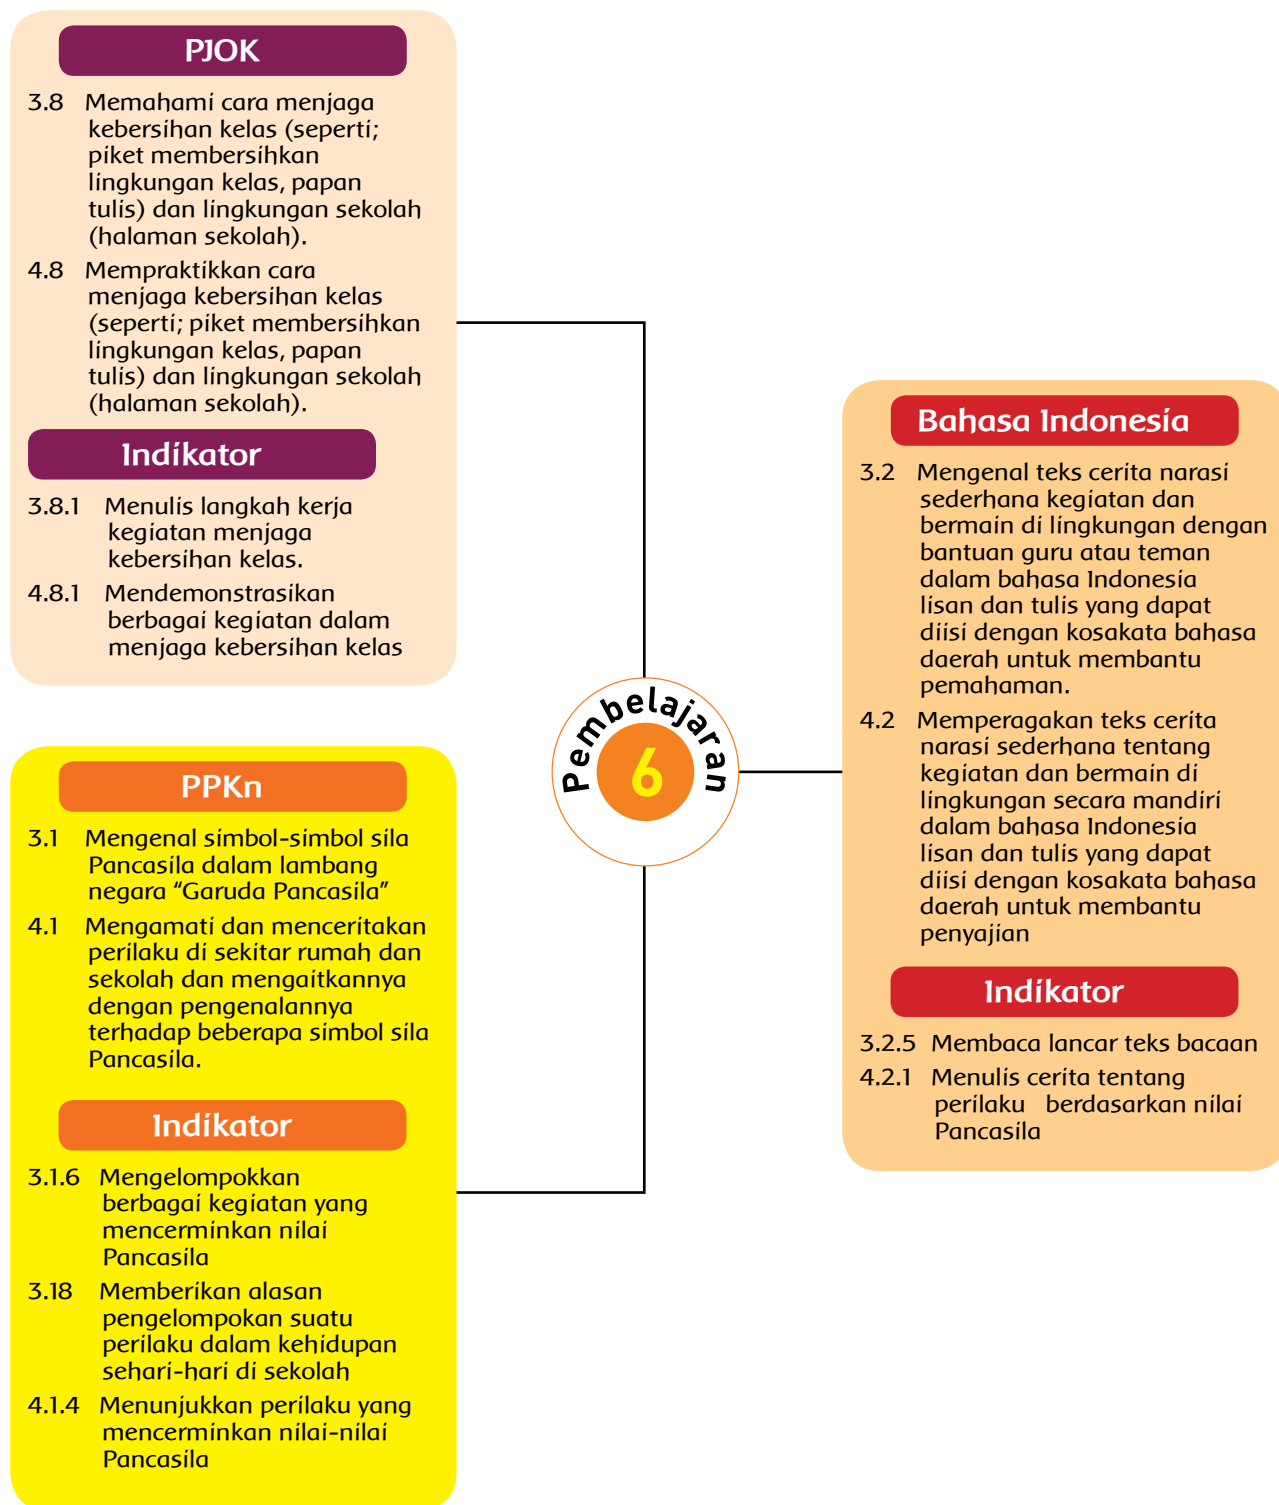 PJOK
3.8 Memahami cara menjaga
kebersihan kelas (seperti;
piket membersihkan
lingkungan kelas, papan
tulis) dan lingkungan sekolah
(halaman sekolah).
4.8 Mempraktikkan cara
menjaga kebersihan kelas
(seperti; piket membersihkan
lingkungan kelas, papan
tulis) dan lingkungan sekolah
(halaman sekolah).
Indikator
3.8.1 Menulis langkah kerja
kegiatan menjaga
kebersihan kelas.
4.8.1 Mendemonstrasikan
berbagai kegiatan dalam
menjaga kebersihan kelas
PPKn
3.1 Mengenal simbol-simbol sila
Pancasila dalam lambang
negara “Garuda Pancasila”
4.1 Mengamati dan menceritakan
perilaku di sekitar rumah dan
sekolah dan mengaitkannya
dengan pengenalannya
terhadap beberapa simbol sila
Pancasila.
Indikator
3.1.6 Mengelompokkan
berbagai kegiatan yang
mencerminkan nilai
Pancasila
3.18 Memberikan alasan
pengelompokan suatu
perilaku dalam kehidupan
sehari-hari di sekolah
4.1.4 Menunjukkan perilaku yang
mencerminkan nilai-nilai
Pancasila
Pembelajaran
6
Bahasa Indonesia
3.2 Mengenal teks cerita narasi
sederhana kegiatan dan
bermain di lingkungan dengan
bantuan guru atau teman
dalam bahasa Indonesia
lisan dan tulis yang dapat
diisi dengan kosakata bahasa
daerah untuk membantu
pemahaman.
4.2 Memperagakan teks cerita
narasi sederhana tentang
kegiatan dan bermain di
lingkungan secara mandiri
dalam bahasa Indonesia
lisan dan tulis yang dapat
diisi dengan kosakata bahasa
daerah untuk membantu
penyajian
Indikator
3.2.5 Membaca lancar teks bacaan
4.2.1 Menulis cerita tentang
perilaku berdasarkan nilai
Pancasila